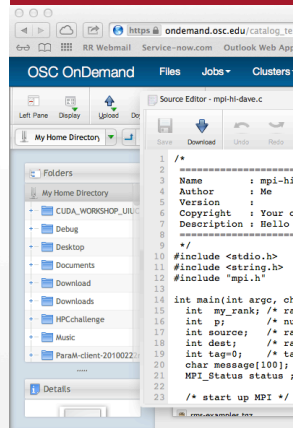 https ondemand.osc.edu/catalog_te
RR Webmail Service-now.com Outlook Web App
OSC OnDemand Files Jobs Clusters
Left Pane Display Upload Do
My Home Director
Folders
My Home Directory
CUDA_WORKSHOP_UIUC
Debug
Desktop
Documents
Download
Downloads
HPCchallenge
Music
ParaM-client-20100222
Details
Source Editor - mpi-hi-dave.c
Save Download Undo Redo
1 /*
2 ====================
3 Name : mpi-hi
4 Author : Me
5 Version :
6 Copyright : Your c
7 Description : Hello
8 ====================
9 */
10 #include <stdio.h>
11 #include <string.h>
12 #include "mpi.h"
13
14 int main(int argc, ch
15 int my_rank; /* ra
16 int p; /* nu
17 int source; /* ra
18 int dest; /* ra
19 int tag=0; /* ta
20 char message[100];
21 MPI_Status status ;
22
23 /* start up MPI */
rms-examples.tgz